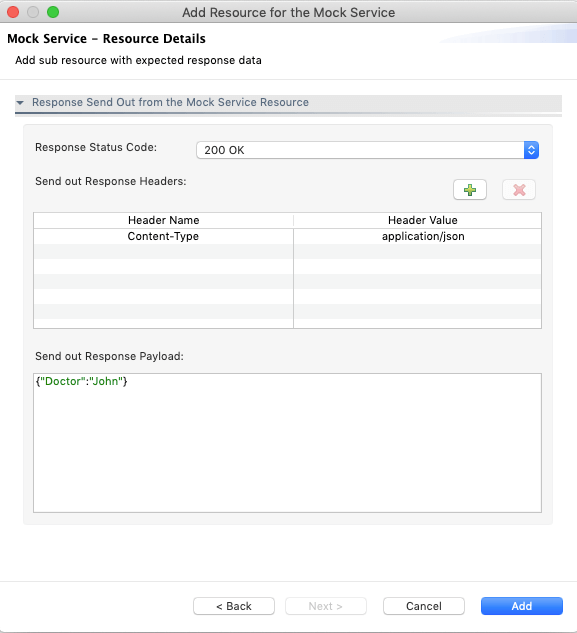 Add Resource for the Mock Service
Mock Service – Resource Details
Add sub resource with expected response data
Response Send Out from the Mock Service Resource
Response Status Code:
200 OK
Send out Response Headers:
Header Name Header Value
Content-Type application/json
Send out Response Payload:
{"Doctor":"John"}
< Back Next > Cancel Add